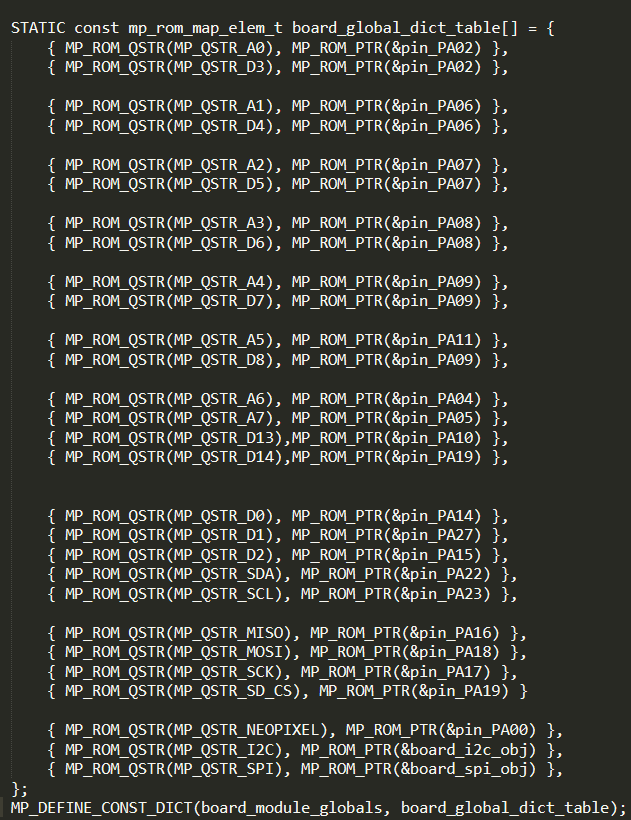 STATIC const mp_rom_map_elem_t board_global_dict_table[] = {
    { MP_ROM_QSTR(MP_QSTR_A0), MP_ROM_PTR(&pin_PA02) },
    { MP_ROM_QSTR(MP_QSTR_D3), MP_ROM_PTR(&pin_PA02) },

    { MP_ROM_QSTR(MP_QSTR_A1), MP_ROM_PTR(&pin_PA06) },
    { MP_ROM_QSTR(MP_QSTR_D4), MP_ROM_PTR(&pin_PA06) },

    { MP_ROM_QSTR(MP_QSTR_A2), MP_ROM_PTR(&pin_PA07) },
    { MP_ROM_QSTR(MP_QSTR_D5), MP_ROM_PTR(&pin_PA07) },

    { MP_ROM_QSTR(MP_QSTR_A3), MP_ROM_PTR(&pin_PA08) },
    { MP_ROM_QSTR(MP_QSTR_D6), MP_ROM_PTR(&pin_PA08) },

    { MP_ROM_QSTR(MP_QSTR_A4), MP_ROM_PTR(&pin_PA09) },
    { MP_ROM_QSTR(MP_QSTR_D7), MP_ROM_PTR(&pin_PA09) },

    { MP_ROM_QSTR(MP_QSTR_A5), MP_ROM_PTR(&pin_PA11) },
    { MP_ROM_QSTR(MP_QSTR_D8), MP_ROM_PTR(&pin_PA09) },

    { MP_ROM_QSTR(MP_QSTR_A6), MP_ROM_PTR(&pin_PA04) },
    { MP_ROM_QSTR(MP_QSTR_A7), MP_ROM_PTR(&pin_PA05) },
    { MP_ROM_QSTR(MP_QSTR_D13),MP_ROM_PTR(&pin_PA10) },
    { MP_ROM_QSTR(MP_QSTR_D14),MP_ROM_PTR(&pin_PA19) },

    { MP_ROM_QSTR(MP_QSTR_D0), MP_ROM_PTR(&pin_PA14) },
    { MP_ROM_QSTR(MP_QSTR_D1), MP_ROM_PTR(&pin_PA27) },
    { MP_ROM_QSTR(MP_QSTR_D2), MP_ROM_PTR(&pin_PA15) },
    { MP_ROM_QSTR(MP_QSTR_SDA), MP_ROM_PTR(&pin_PA22) },
    { MP_ROM_QSTR(MP_QSTR_SCL), MP_ROM_PTR(&pin_PA23) },

    { MP_ROM_QSTR(MP_QSTR_MISO), MP_ROM_PTR(&pin_PA16) },
    { MP_ROM_QSTR(MP_QSTR_MOSI), MP_ROM_PTR(&pin_PA18) },
    { MP_ROM_QSTR(MP_QSTR_SCK), MP_ROM_PTR(&pin_PA17) },
    { MP_ROM_QSTR(MP_QSTR_SD_CS), MP_ROM_PTR(&pin_PA19) }

    { MP_ROM_QSTR(MP_QSTR_NEOPIXEL), MP_ROM_PTR(&pin_PA00) },
    { MP_ROM_QSTR(MP_QSTR_I2C), MP_ROM_PTR(&board_i2c_obj) },
    { MP_ROM_QSTR(MP_QSTR_SPI), MP_ROM_PTR(&board_spi_obj) },
};
MP_DEFINE_CONST_DICT(board_module_globals, board_global_dict_table);